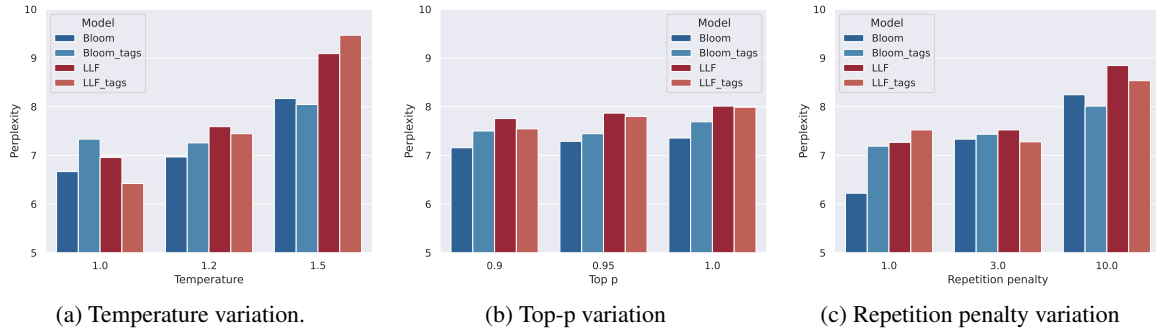 10
9
8
7
6
5
Perplexity
Model
Bloom
Bloom_tags
LLF
LLF_tags
1.0 1.2 1.5
Temperature
(a) Temperature variation.
10
9
8
7
6
5
Perplexity
Model
Bloom
Bloom_tags
LLF
LLF_tags
0.9 0.95 1.0
Top p
(b) Top-p variation
10
9
8
7
6
5
Perplexity
Model
Bloom
Bloom_tags
LLF
LLF_tags
1.0 3.0 10.0
Repetition penalty
(c) Repetition penalty variation